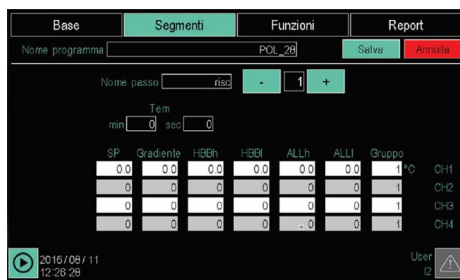 Base Segmenti Funzioni Report
Nome programma POL_28 Salva Annulla
Nome passo risc - 1 +
Tem
min 0 sec 0
SP Gradiente HBBh HBBl ALLh ALLl Gruppo
0.0 0.0 0.0 0.0 0.0 0.0 1 °C CH1
0 0 0 0 0 0 1 CH2
0 0 0 0 0 0 1 CH3
0 0 0 0 . 0 0 1 CH4
2016/08/11 User
12:26:28 I2